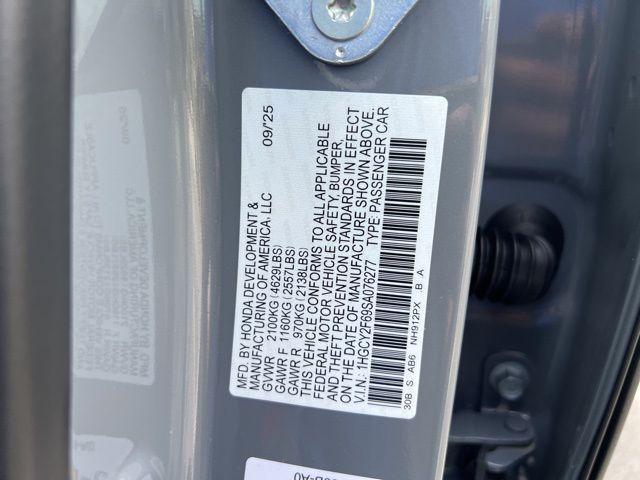 MFD. BY HONDA DEVELOPMENT &
MANUFACTURING OF AMERICA, LLC 09/'25
GVWR 2100KG (4629LBS)
GAWR F 1160KG (2557LBS)
GAWR R 970KG (2138LBS)
THIS VEHICLE CONFORMS TO ALL APPLICABLE
FEDERAL MOTOR VEHICLE SAFETY, BUMPER,
AND THEFT PREVENTION STANDARDS IN EFFECT
ON THE DATE OF MANUFACTURE SHOWN ABOVE.
V.I.N.: 1HGCY2F69SA076277 TYPE: PASSENGER CAR
30B S AB6 NH912PX B A